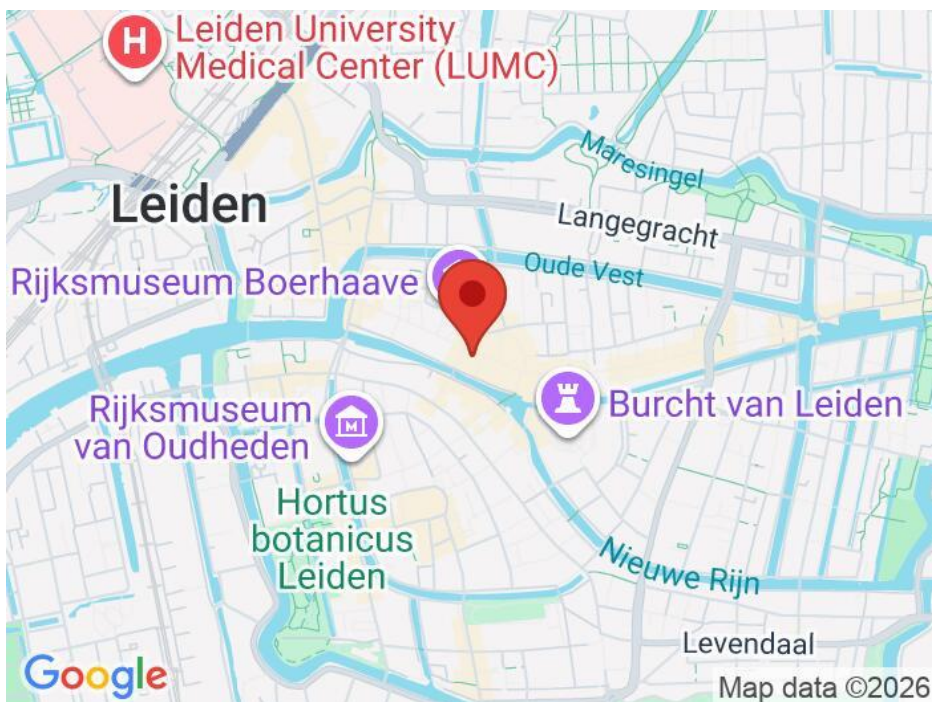 H
Leiden University
Medical Center (LUMC)
Maresingel
Leiden
Langegracht
Oude Vest
Rijksmuseum Boerhaave
Rijksmuseum
van Oudheden
M
Burcht van Leiden
Hortus
botanicus
Leiden
Nieuwe Rijn
Levendaal
Google
Map data ©2026